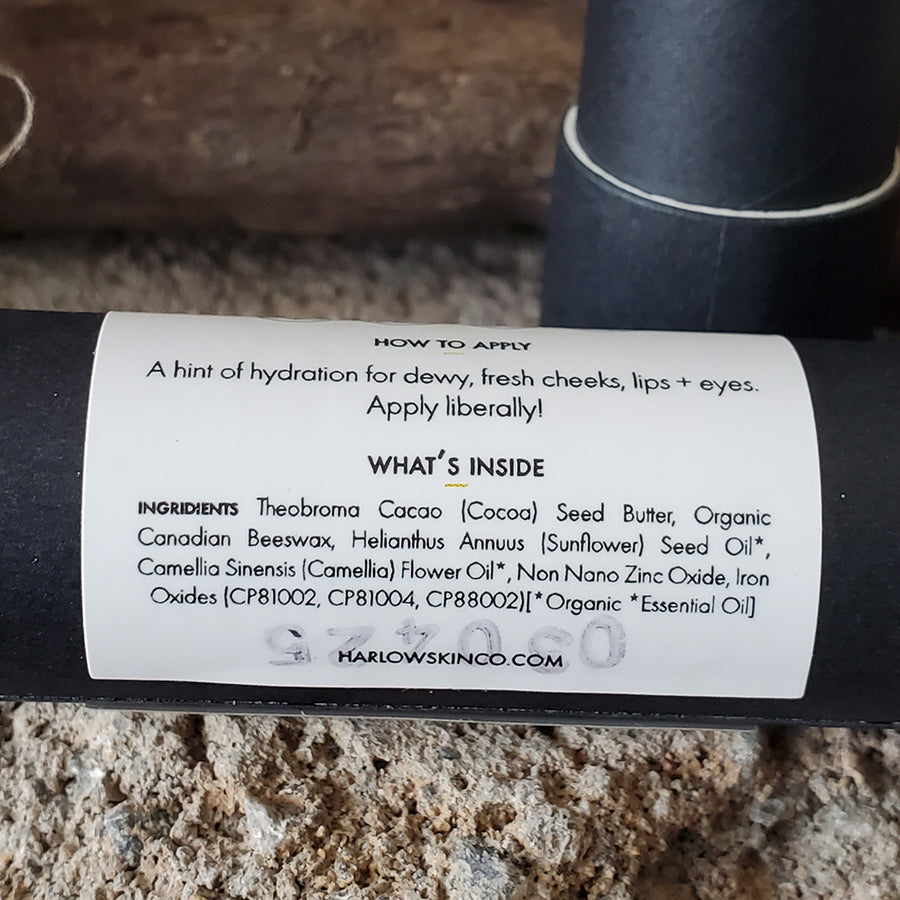 HOW TO APPLY
A hint of hydration for dewy, fresh cheeks, lips + eyes.
Apply liberally!
WHAT'S INSIDE
INGRIDIENTS Theobroma Cacao (Cocoa) Seed Butter, Organic
Canadian Beeswax, Helianthus Annuus (Sunflower) Seed Oil*,
Camellia Sinensis (Camellia) Flower Oil*, Non Nano Zinc Oxide, Iron
Oxides (CP81002, CP81004, CP88002)[*Organic *Essential Oil]
HARLOWSKINCO.COM